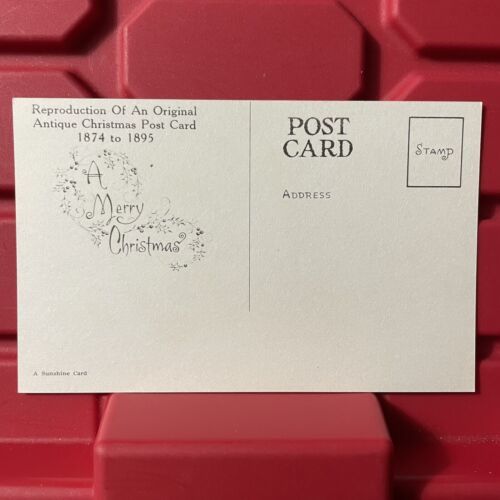 Reproduction Of An Original
Antique Christmas Post Card
1874 to 1895
A
Merry
Christmas
A Sunshine Card
POST
CARD
ADDRESS
STAMP